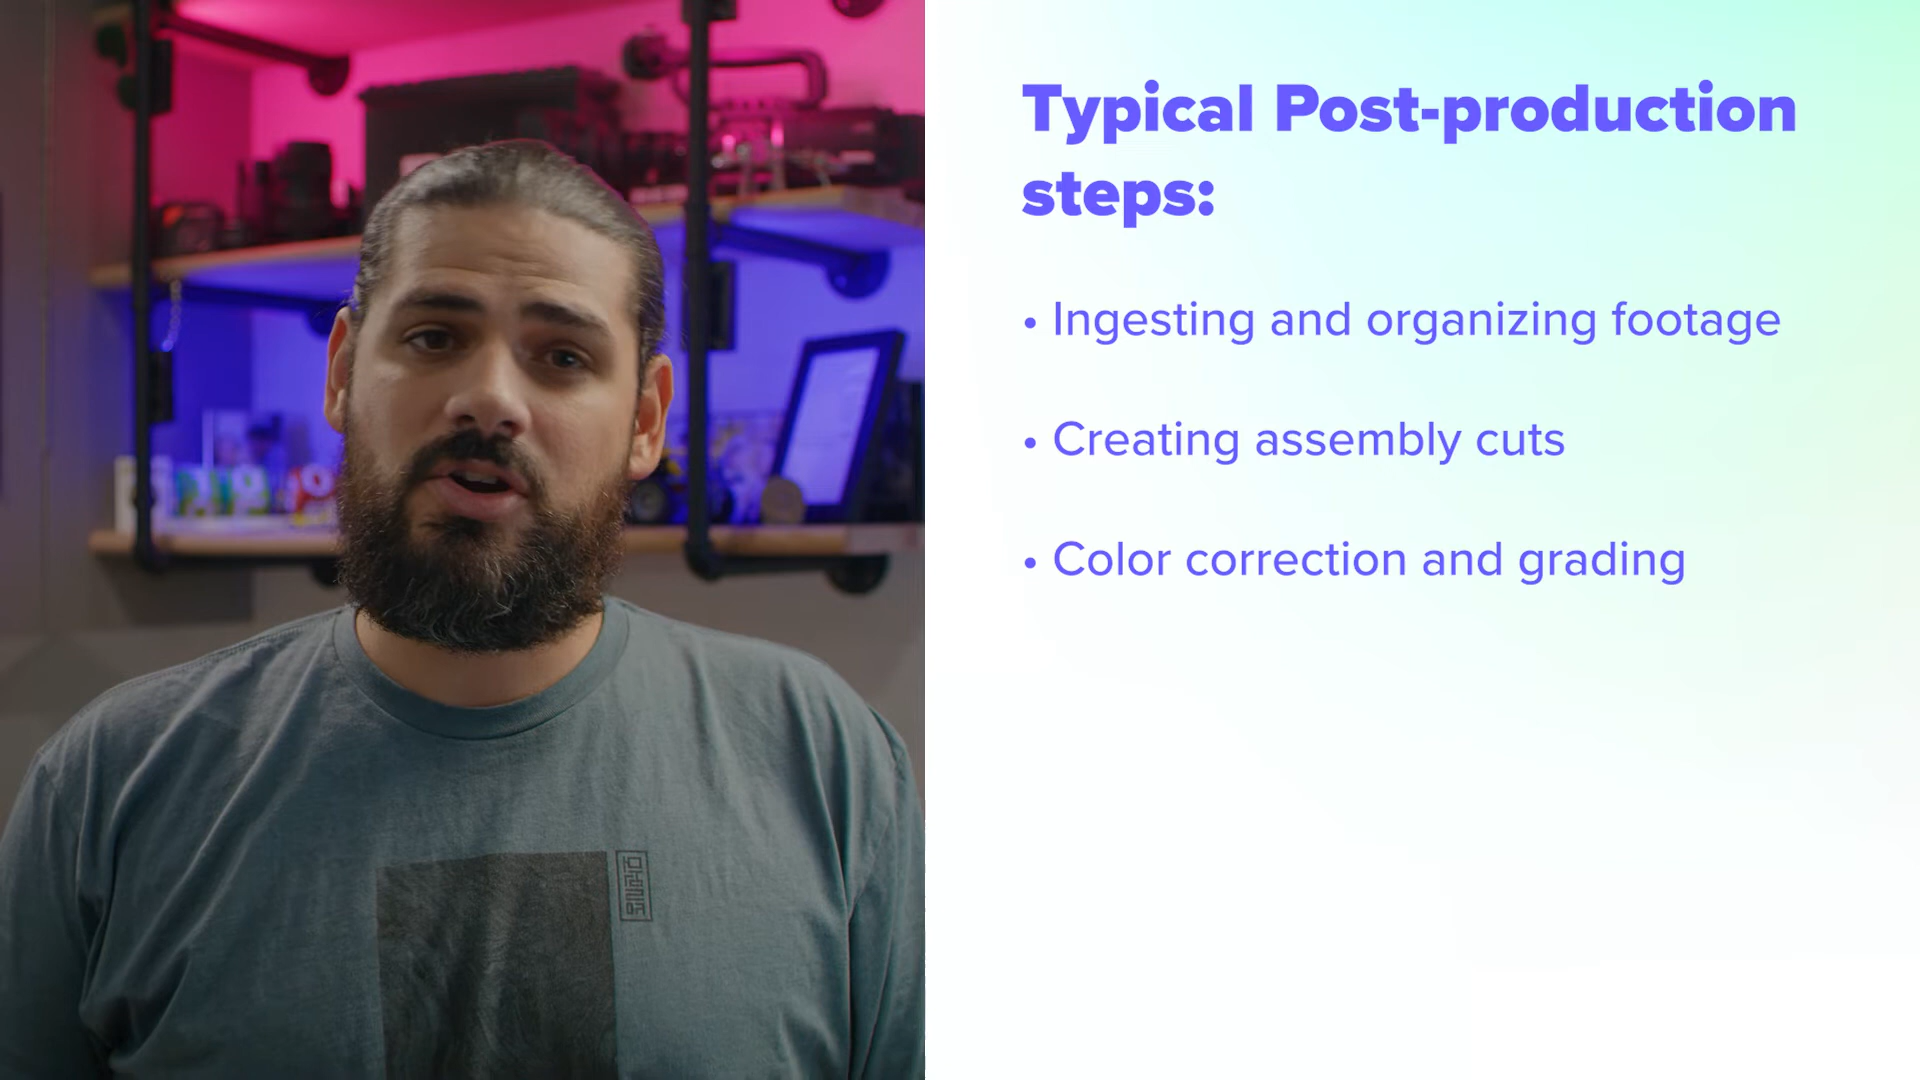 Typical Post-production
steps:
• Ingesting and organizing footage
• Creating assembly cuts
• Color correction and grading